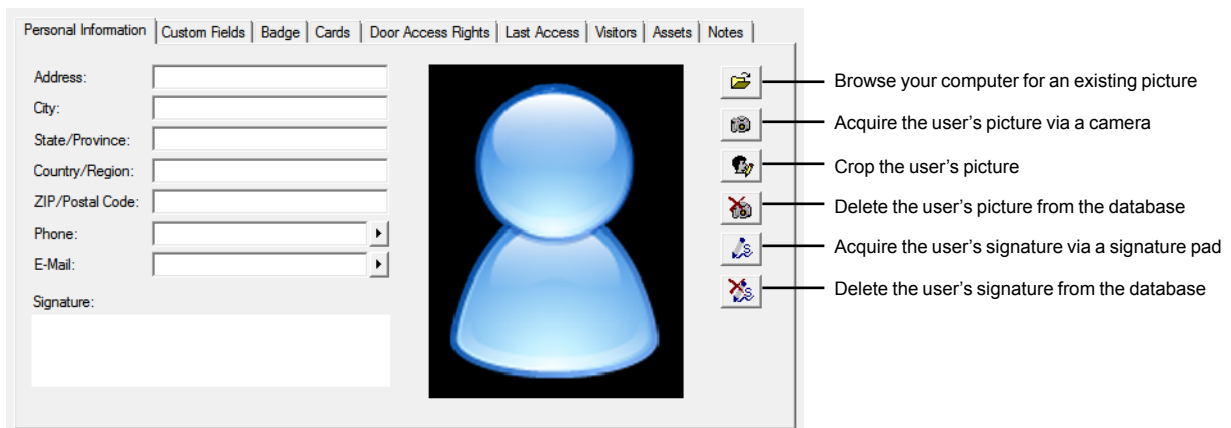 Personal Information Custom Fields Badge Cards Door Access Rights Last Access Visitors Assets Notes
Address:
City:
State/Province:
Country/Region:
ZIP/Postal Code:
Phone:
E-Mail:
Signature:
Browse your computer for an existing picture
Acquire the user’s picture via a camera
Crop the user’s picture
Delete the user’s picture from the database
Acquire the user’s signature via a signature pad
Delete the user’s signature from the database